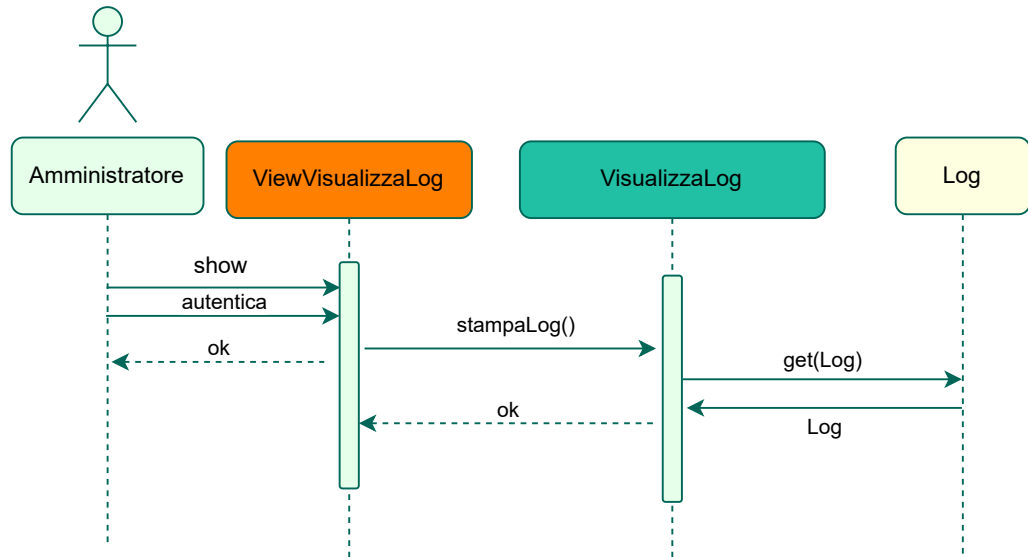 Amministratore
ViewVisualizzaLog
VisualizzaLog
Log
show
autentica
stampaLog()
ok
get(Log)
ok
Log